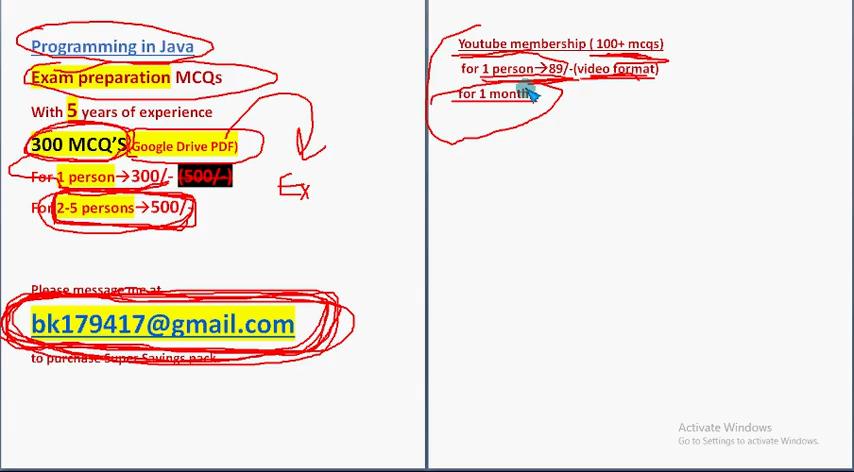 Programming in Java
Exam preparation MCQs
With 5 years of experience
300 MCQ'S (Google Drive PDF)
For 1 person→300/- (500/-)
For 2-5 persons→500/-
Ex
Please message me at
bk179417@gmail.com
to purchase Super Savings pack.
Youtube membership ( 100+ mcqs)
for 1 person→89/-(video format)
for 1 month
Activate Windows
Go to Settings to activate Windows.